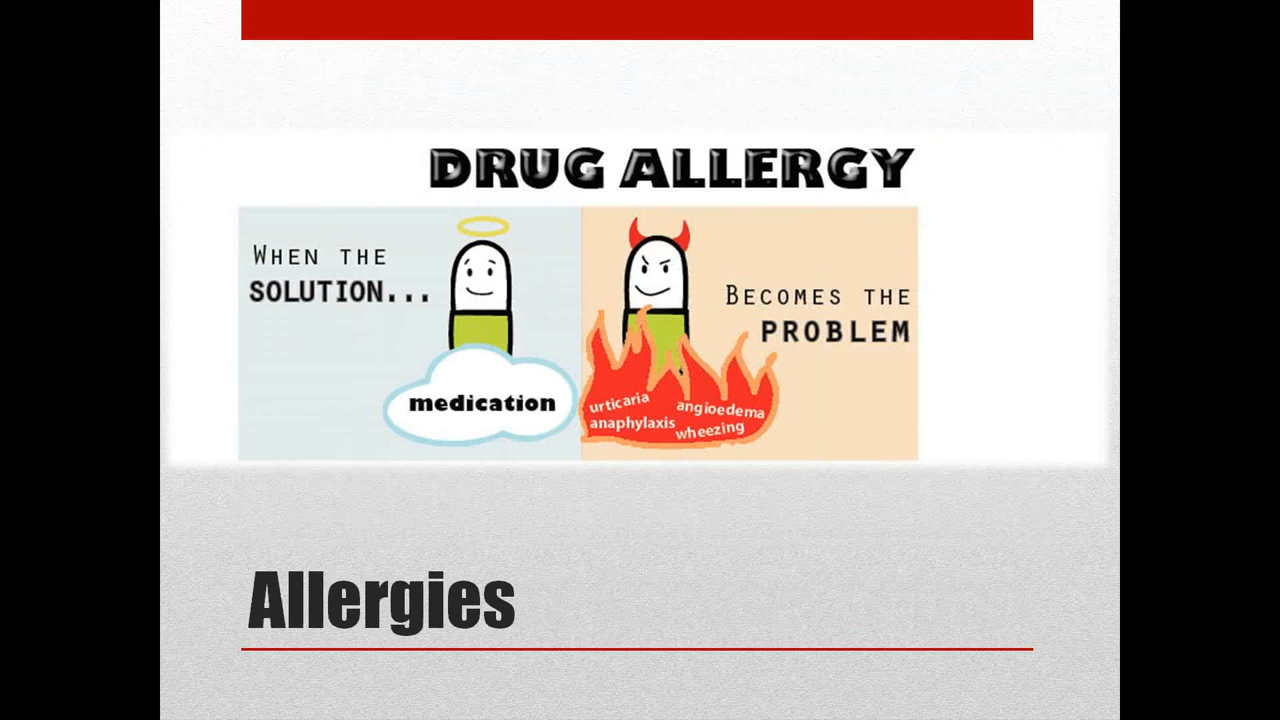 DRUG ALLERGY
WHEN THE
SOLUTION...
medication
BECOMES THE
PROBLEM
urticaria angioedema
anaphylaxis wheezing
Allergies